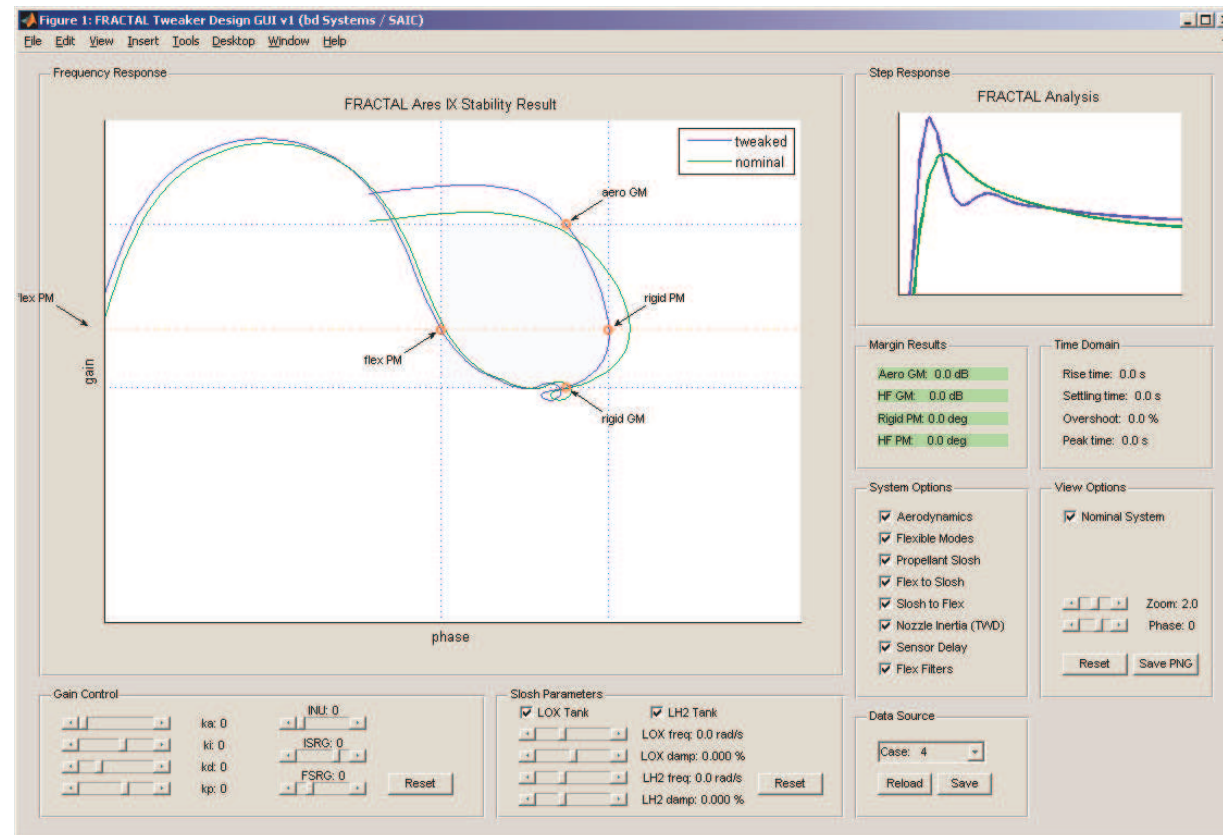 Figure 1: FRACTAL Tweaker Design GUI v1 (bd Systems / SAIC)
File Edit View Insert Tools Desktop Window Help
Frequency Response
FRACTAL Ares IX Stability Result
tweaked
nominal
aero GM
rigid PM
flex PM
flex PM
rigid GM
gain
phase
Step Response
FRACTAL Analysis
Margin Results
Aero GM: 0.0 dB
HF GM: 0.0 dB
Rigid PM: 0.0 deg
HF PM: 0.0 deg
Time Domain
Rise time: 0.0 s
Settling time: 0.0 s
Overshoot: 0.0 %
Peak time: 0.0 s
System Options
Aerodynamics
Flexible Modes
Propellant Slosh
Flex to Slosh
Slosh to Flex
Nozzle Inertia (TWD)
Sensor Delay
Flex Filters
View Options
Nominal System
Zoom: 2.0
Phase: 0
Reset Save PNG
Gain Control
ka: 0
ki: 0
kd: 0
kp: 0
INU: 0
ISRG: 0
FSRG: 0
Reset
Slosh Parameters
LOX Tank LH2 Tank
LOX freq: 0.0 rad/s
LOX damp: 0.000 %
LH2 freq: 0.0 rad/s
LH2 damp: 0.000 %
Reset
Data Source
Case: 4
Reload Save